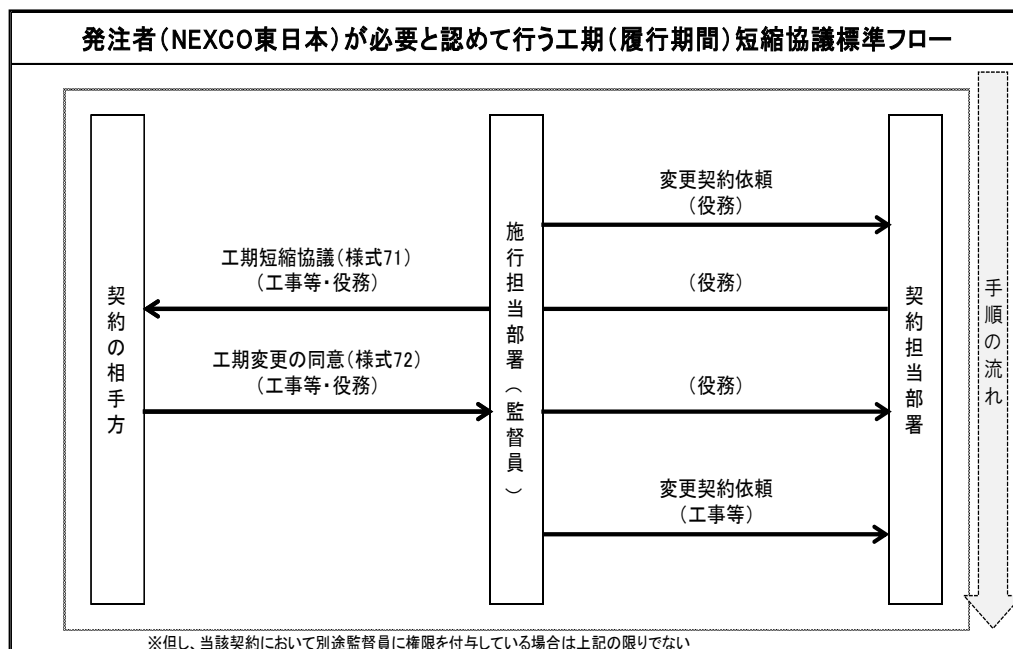 発注者(NEXCO東日本)が必要と認めて行う工期(履行期間)短縮協議標準フロー
変更契約依頼
(役務)
工期短縮協議(様式71)
(工事等・役務)
(役務)
工期変更の同意(様式72)
(工事等・役務)
(役務)
変更契約依頼
(工事等)
契約の相手方
施行担当部署(監督員)
契約担当部署
手順の流れ
※但し、当該契約において別途監督員に権限を付与している場合は上記の限りでない